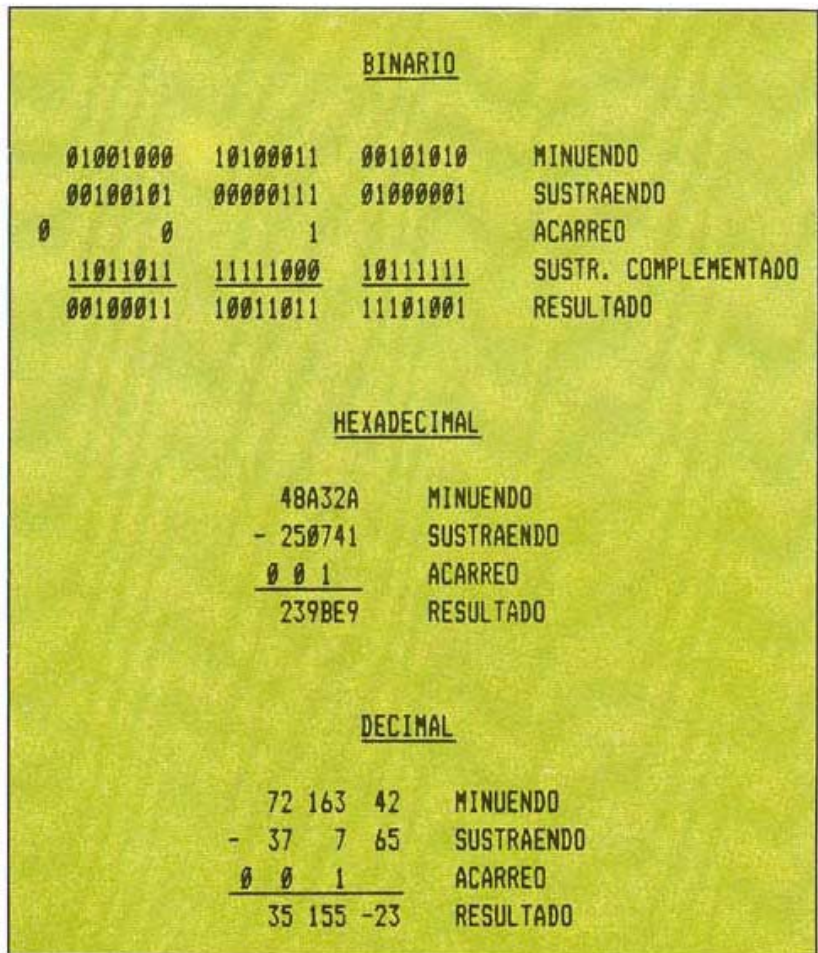 BINARIO
01001000 10100011 00101010 MINUENDO
00100101 00000111 01000001 SUSTRAENDO
0 0 1 ACARREO
11011011 11111000 10111111 SUSTR. COMPLEMENTADO
00100011 10011011 11101001 RESULTADO
HEXADECIMAL
48A32A MINUENDO
- 250741 SUSTRAENDO
0 0 1 ACARREO
239BE9 RESULTADO
DECIMAL
72 163 42 MINUENDO
- 37 7 65 SUSTRAENDO
0 0 1 ACARREO
35 155 -23 RESULTADO